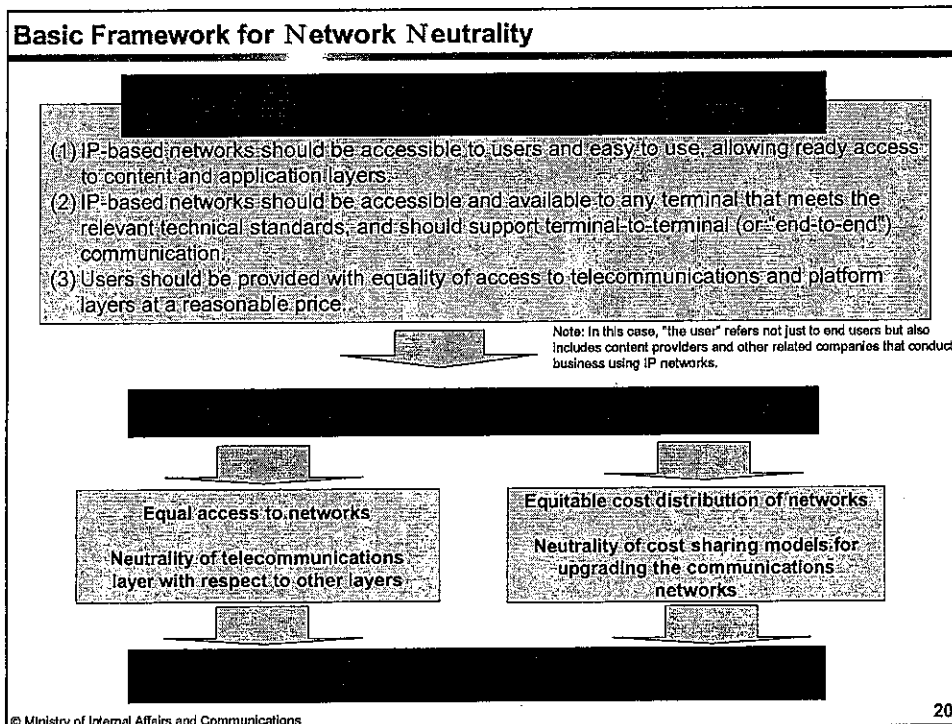 Basic Framework for Network Neutrality
(1) IP-based networks should be accessible to users and easy to use, allowing ready access
to content and application layers.
(2) IP-based networks should be accessible and available to any terminal that meets the
relevant technical standards, and should support terminal-to-terminal (or "end-to-end")
communication.
(3) Users should be provided with equality of access to telecommunications and platform
layers at a reasonable price.
Note: In this case, "the user" refers not just to end users but also
includes content providers and other related companies that conduct
business using IP networks.
Equal access to networks
Neutrality of telecommunications
layer with respect to other layers
Equitable cost distribution of networks
Neutrality of cost sharing models for
upgrading the communications
networks
© Ministry of Internal Affairs and Communications
20